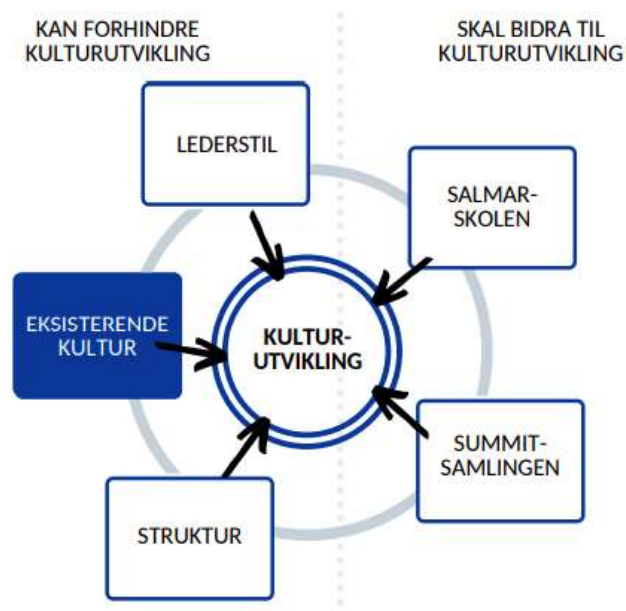 KAN FORHINDRE
KULTURUTVIKLING
SKAL BIDRA TIL
KULTURUTVIKLING
LEDERSTIL
SALMAR-
SKOLEN
EKSISTERENDE
KULTUR
KULTUR-
UTVIKLING
SUMMIT-
SAMLINGEN
STRUKTUR